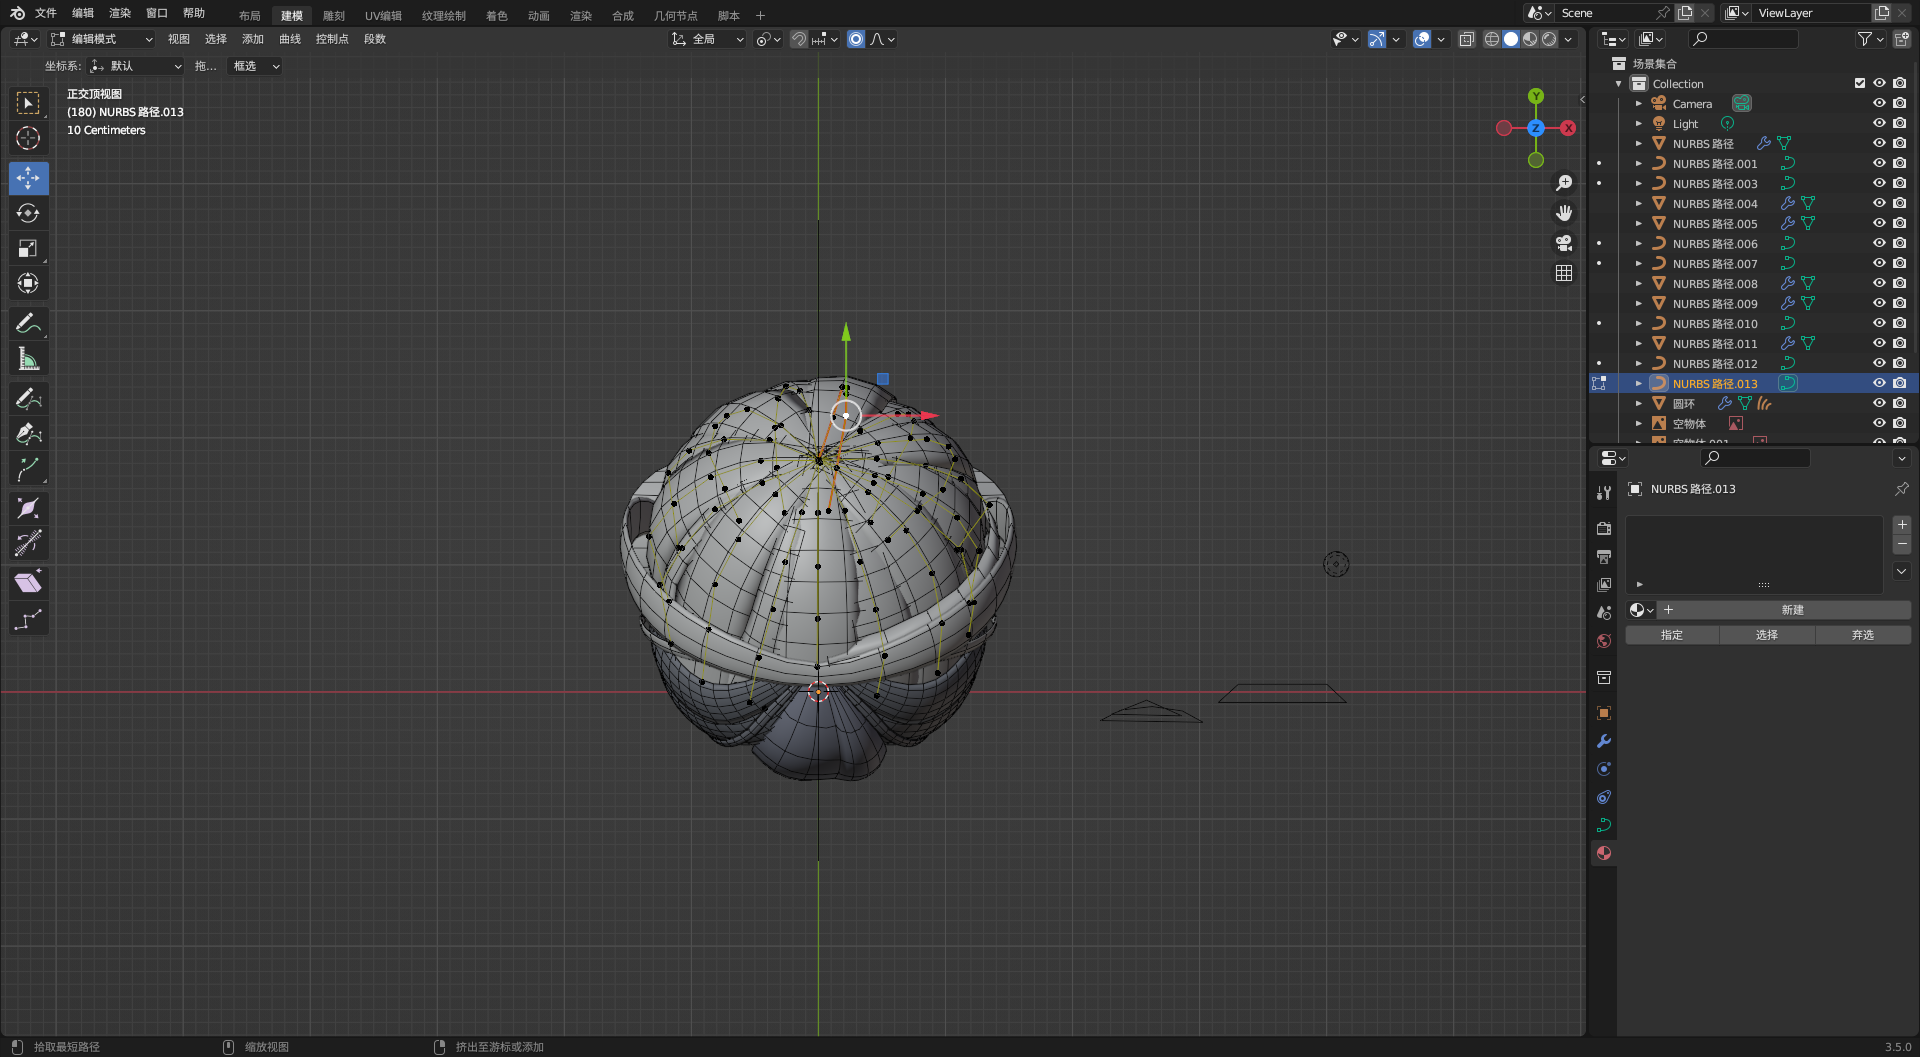 文件 编辑 渲染 窗口 帮助 布局 建模 雕刻 UV编辑 纹理绘制 着色 动画 渲染 合成 几何节点 脚本 Scene ViewLayer
编辑模式 视图 选择 添加 曲线 控制点 段数 全局
坐标系: 默认 拖... 框选
正交顶视图
(180) NURBS 路径.013
10 Centimeters
Y
Z X
场景集合
Collection
Camera
Light
NURBS 路径
NURBS 路径.001
NURBS 路径.003
NURBS 路径.004
NURBS 路径.005
NURBS 路径.006
NURBS 路径.007
NURBS 路径.008
NURBS 路径.009
NURBS 路径.010
NURBS 路径.011
NURBS 路径.012
NURBS 路径.013
圆环
空物体
空物体.001
NURBS 路径.013
新建
指定 选择 弃选
拾取最短路径 缩放视图 挤出至游标或添加 3.5.0